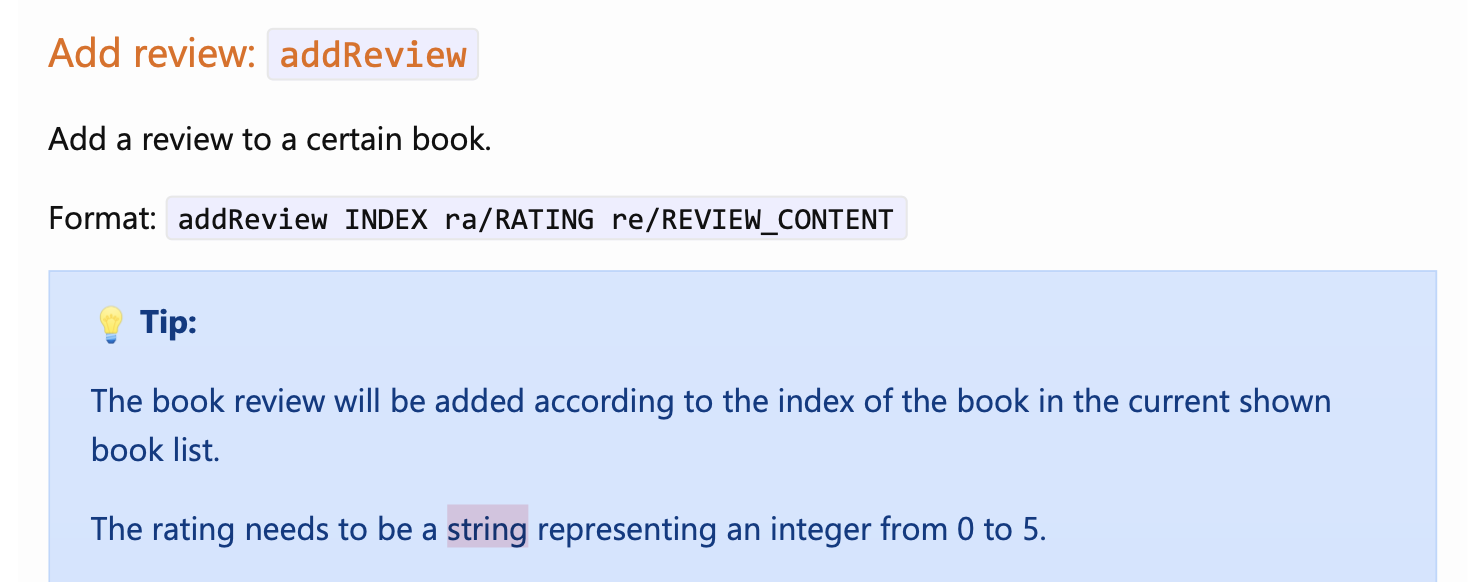 Add review: addReview
Add a review to a certain book.
Format: addReview INDEX ra/RATING re/REVIEW_CONTENT
Tip:
The book review will be added according to the index of the book in the current shown
book list.
The rating needs to be a string representing an integer from 0 to 5.